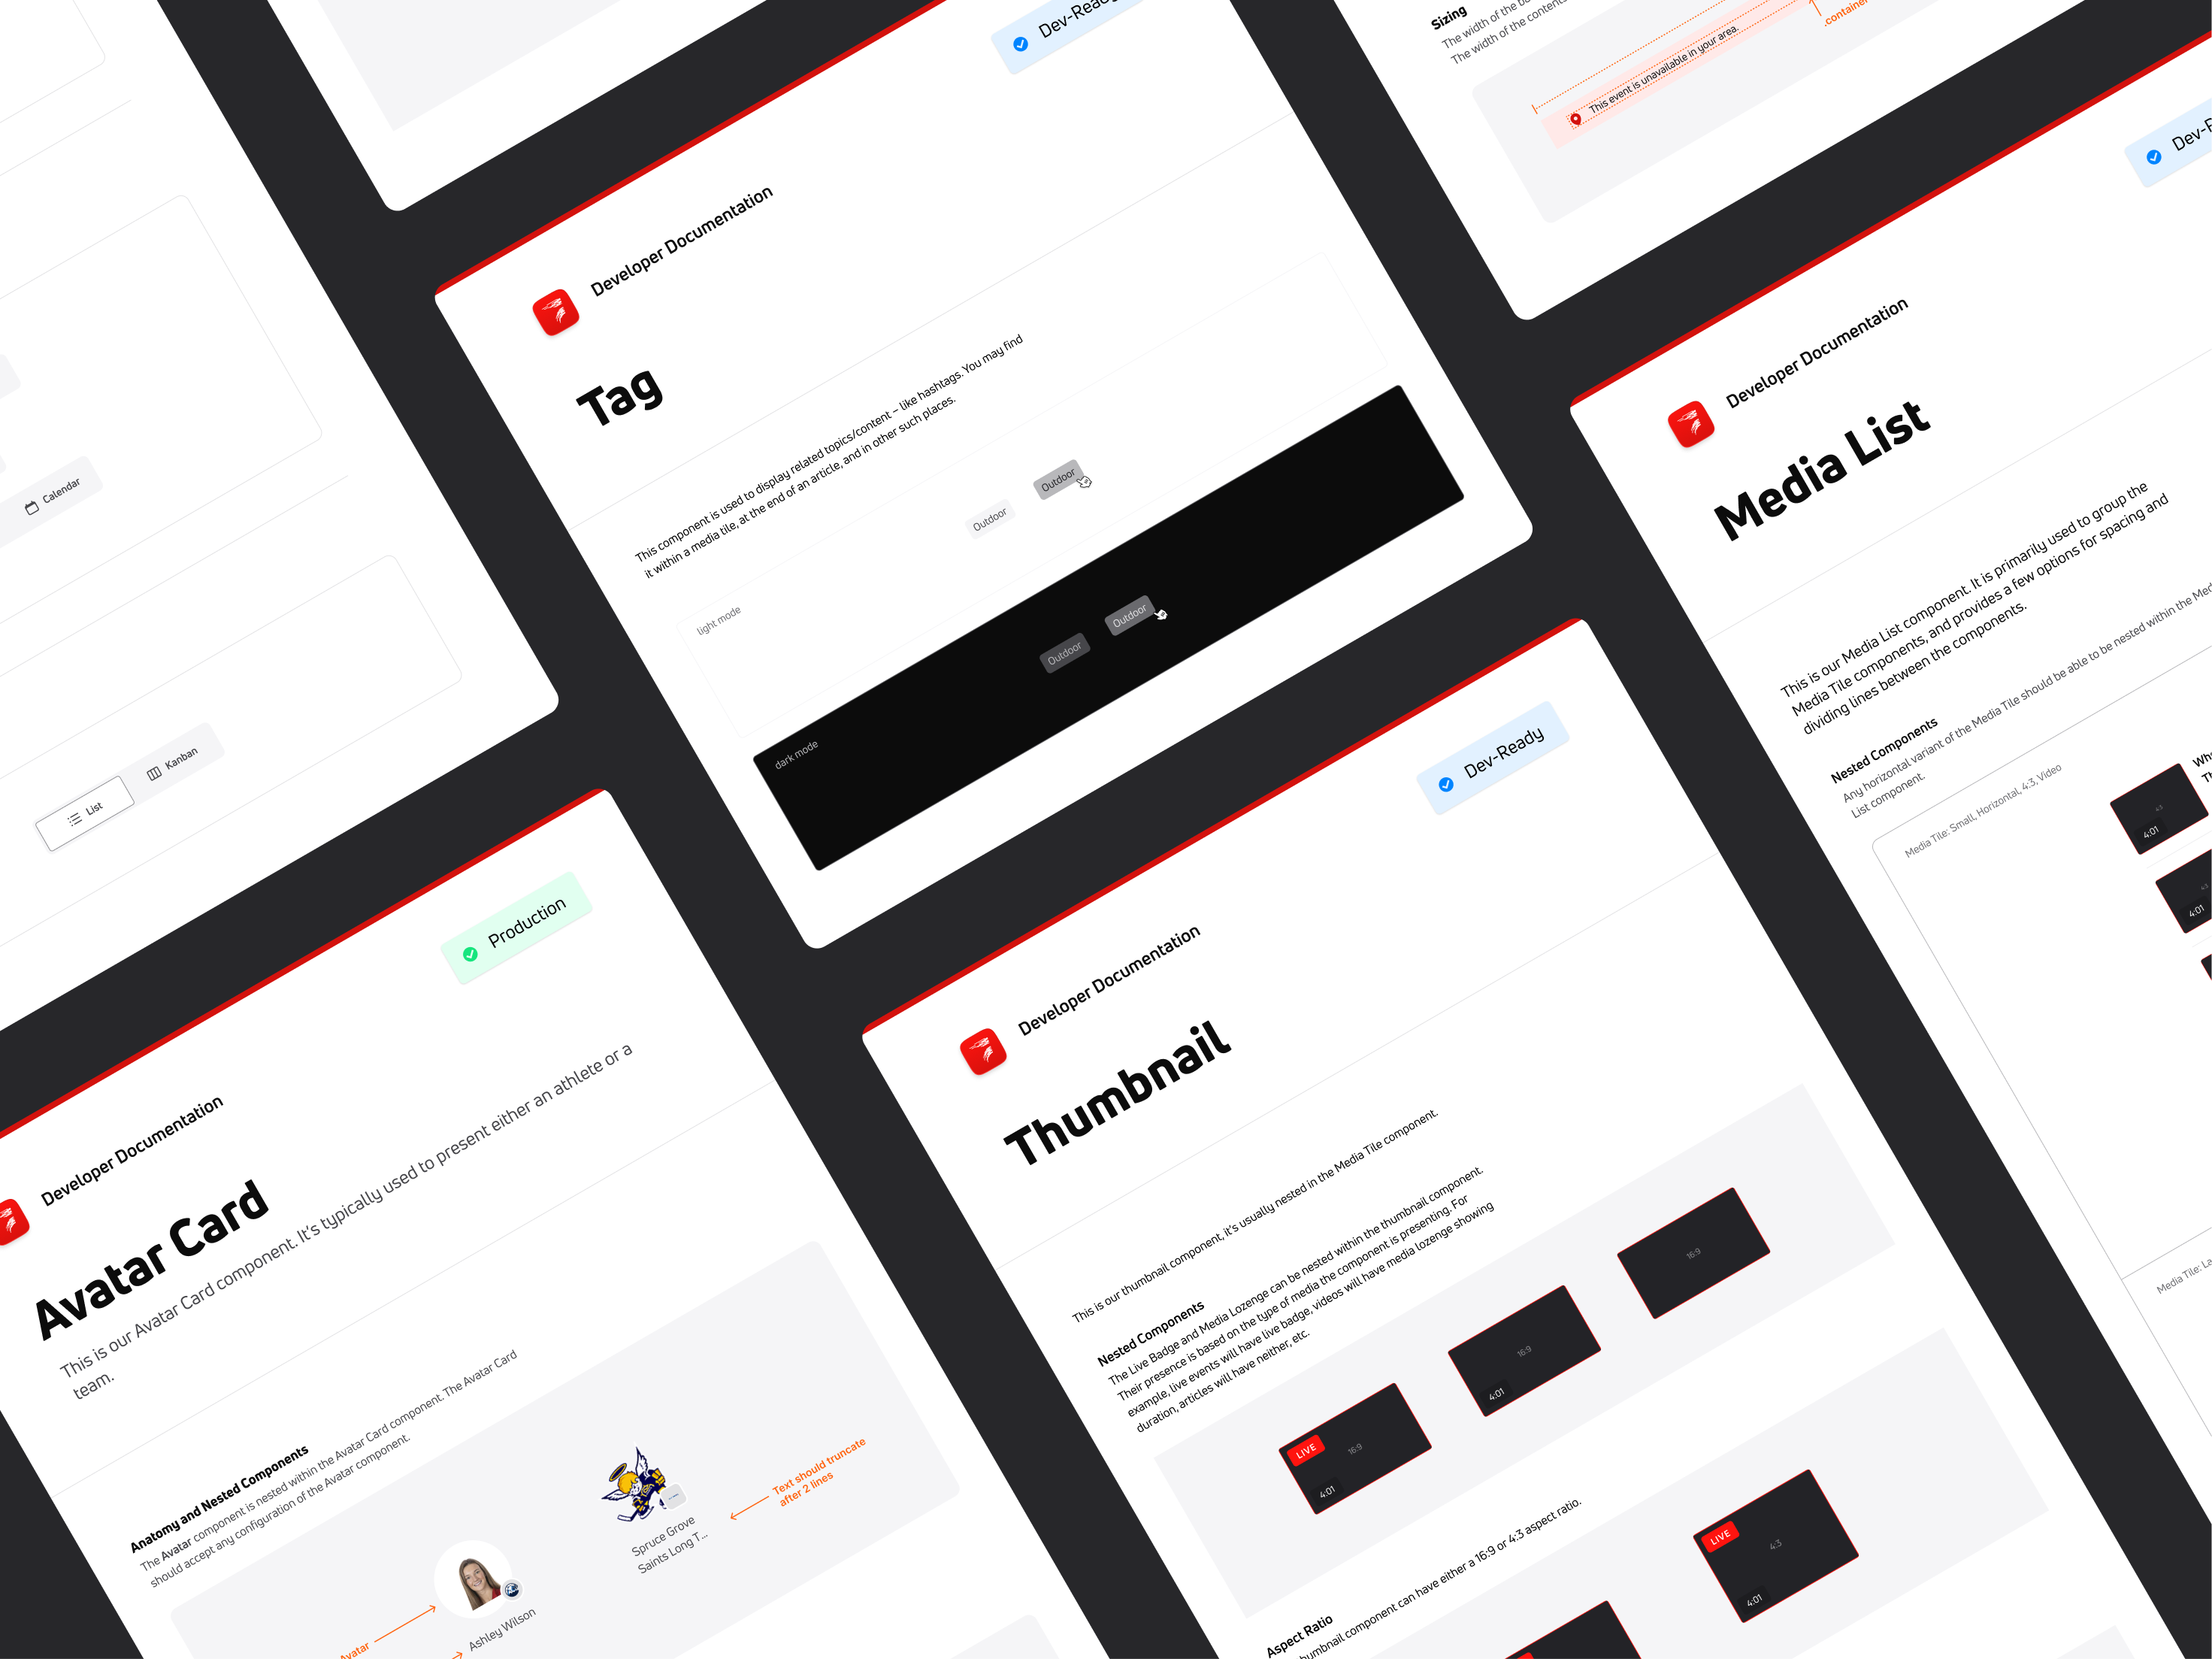 Calendar
List
Kanban
Dev-Ready
Developer Documentation
Tag
This component is used to display related topics/content – like hashtags. You may find
it within a media tile, at the end of an article, and in other such places.
light mode
Outdoor
Outdoor
dark mode
Outdoor
Outdoor
Sizing
The width of the
The width of the contents
.container
This event is unavailable in your area.
Developer Documentation
Media List
This is our Media List component. It is primarily used to group the
Media Tile components, and provides a few options for spacing and
dividing lines between the components.
Nested Components
Any horizontal variant of the Media Tile should be able to be nested within the
List component.
Media Tile: Small, Horizontal, 4:3, Video
4:3
4:01
4:3
4:01
Media Tile:
Production
Developer Documentation
Avatar Card
This is our Avatar Card component. It's typically used to present either an athlete or a
team.
Anatomy and Nested Components
The Avatar component is nested within the Avatar Card component. The Avatar Card
should accept any configuration of the Avatar component.
Avatar
Ashley Wilson
Spruce Grove
Saints Long T...
Text should truncate
after 2 lines
Dev-Ready
Developer Documentation
Thumbnail
This is our thumbnail component, it's usually nested in the Media Tile component.
Nested Components
The Live Badge and Media Lozenge can be nested within the thumbnail component.
Their presence is based on the type of media the component is presenting. For
example, live events will have live badge, videos will have media lozenge showing
duration, articles will have neither, etc.
LIVE
16:9
4:01
16:9
4:01
16:9
Aspect Ratio
component can have either a 16:9 or 4:3 aspect ratio.
LIVE
4:3
4:01